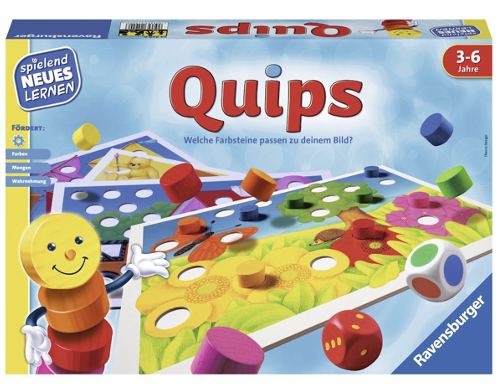 Ravensburger
Quips
spielend
NEUES
LERNEN
3-6
Jahre
Quips
Welche Farbsteine passen zu deinem Bild?
FÖRDERT:
Farben
Mengen
Wahrnehmung
Ravensburger